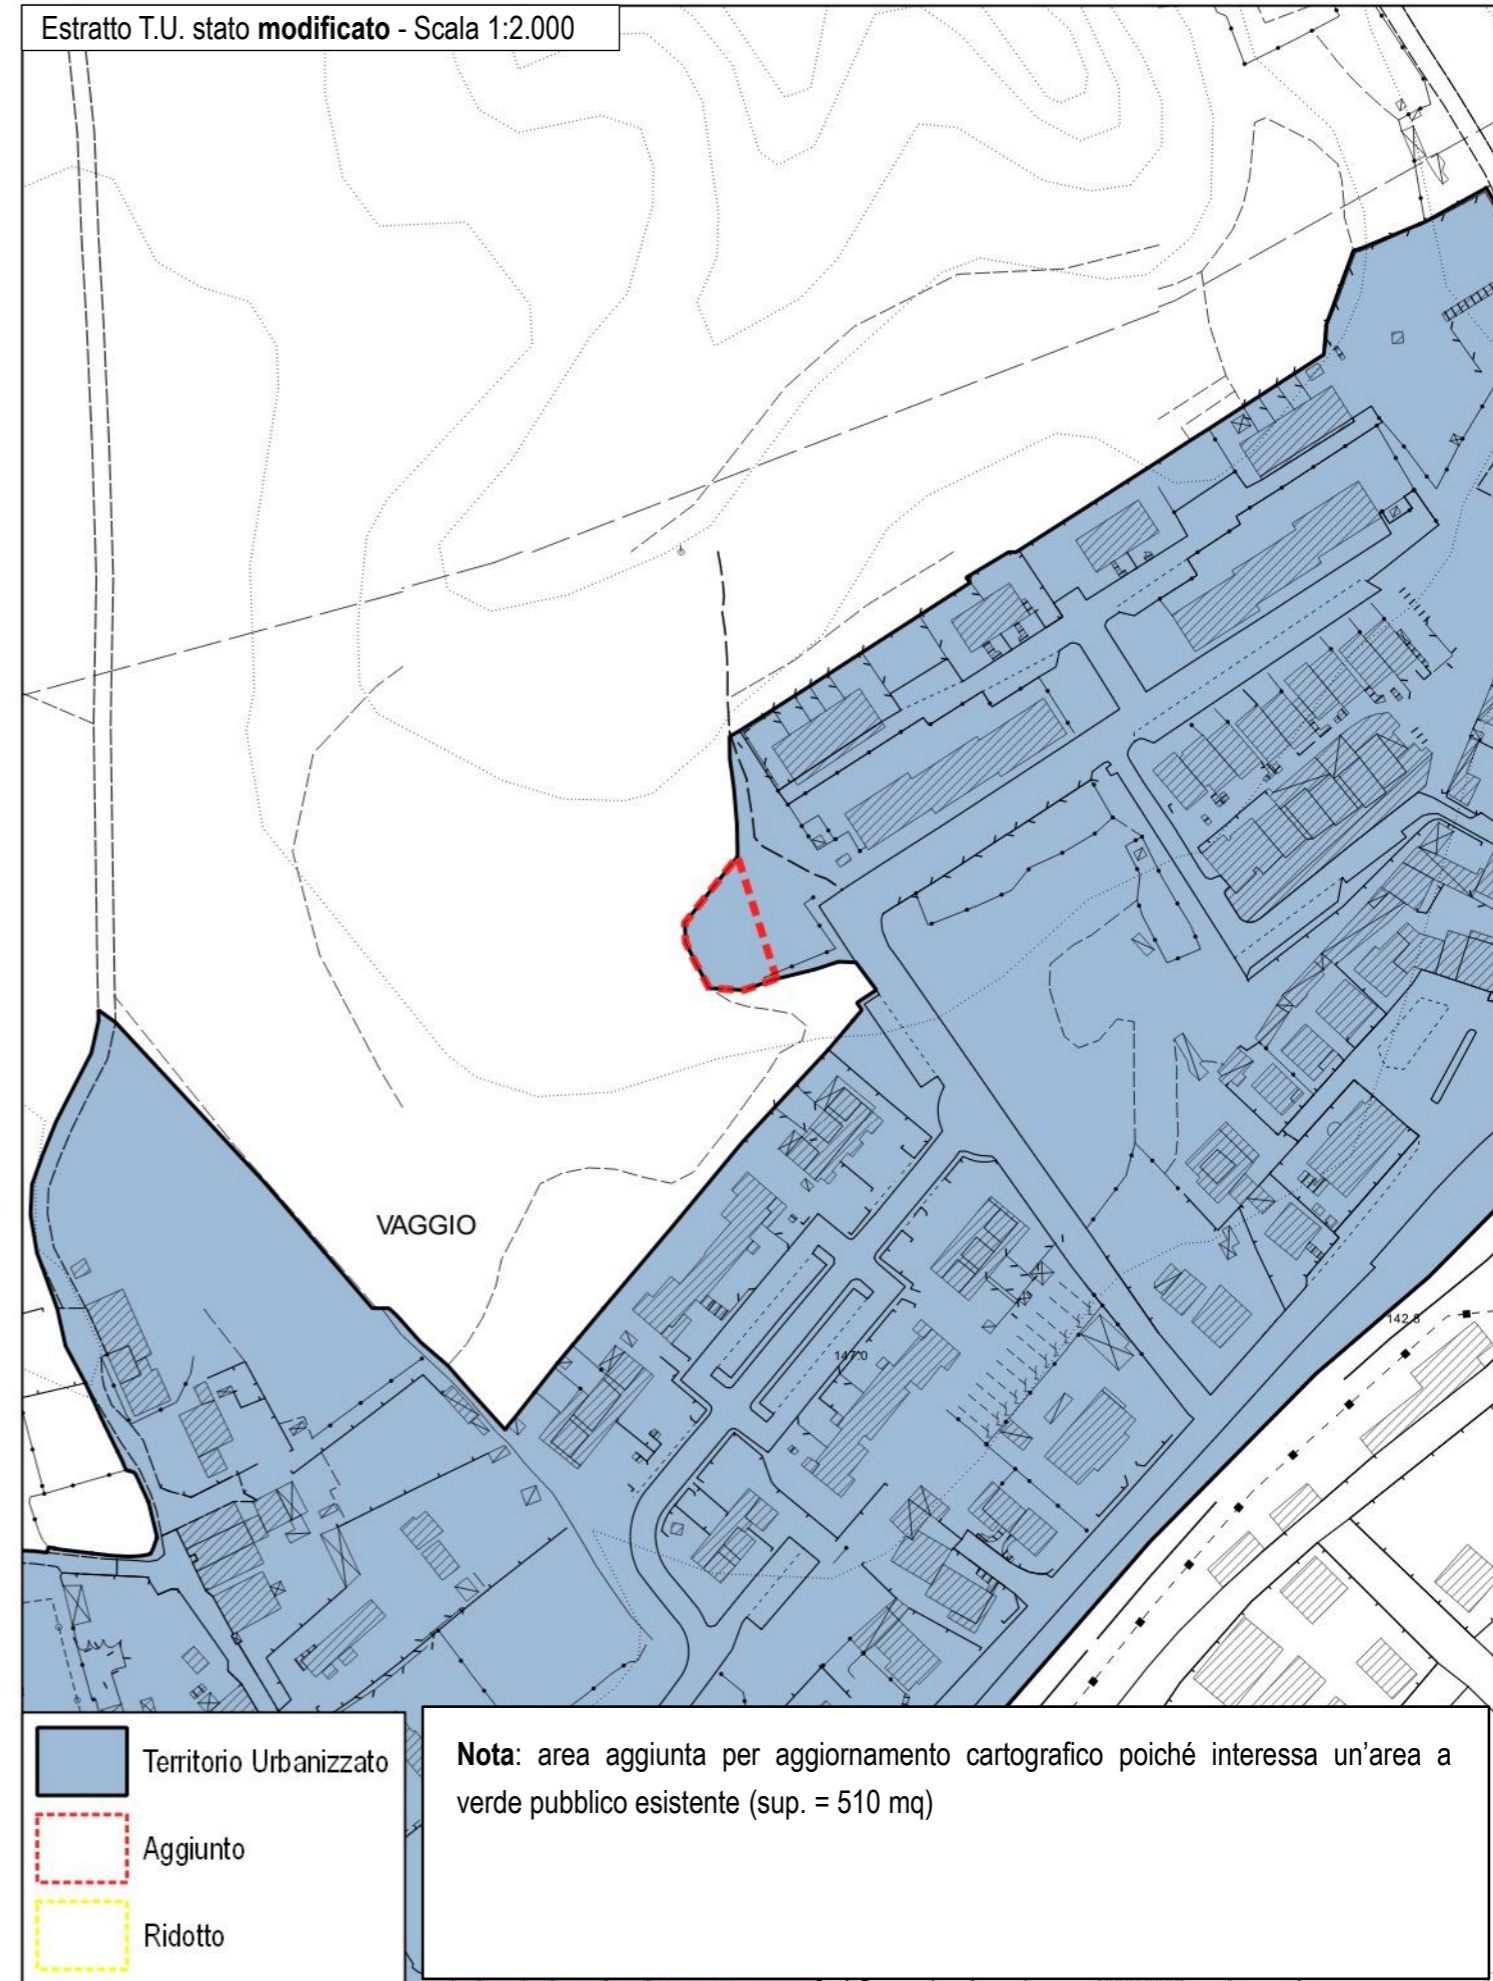 Estratto T.U. stato modificato - Scala 1:2.000
VAGGIO
142.8
147.0
Territorio Urbanizzato
Aggiunto
Ridotto
Nota: area aggiunta per aggiornamento cartografico poiché interessa un'area a
verde pubblico esistente (sup. = 510 mq)